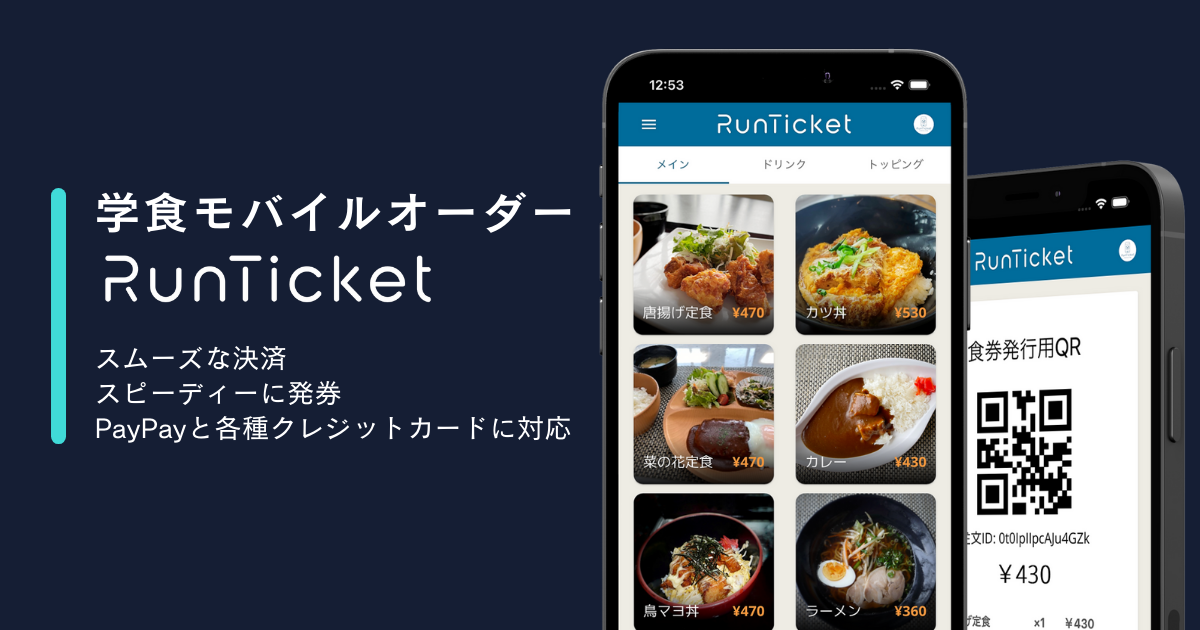 学食モバイルオーダー
RunTicket
スムーズな決済
スピーディーに発券
PayPayと各種クレジットカードに対応
12:53
RunTicket
メイン ドリンク トッピング
唐揚げ定食 ¥470
カツ丼 ¥530
菜の花定食 ¥470
カレー ¥430
鳥マヨ丼 ¥470
ラーメン ¥360
RunTicket
食券発行用QR
注文ID: 0t0IpIIpcAJu4GZk
¥430
定食 x1 ¥430